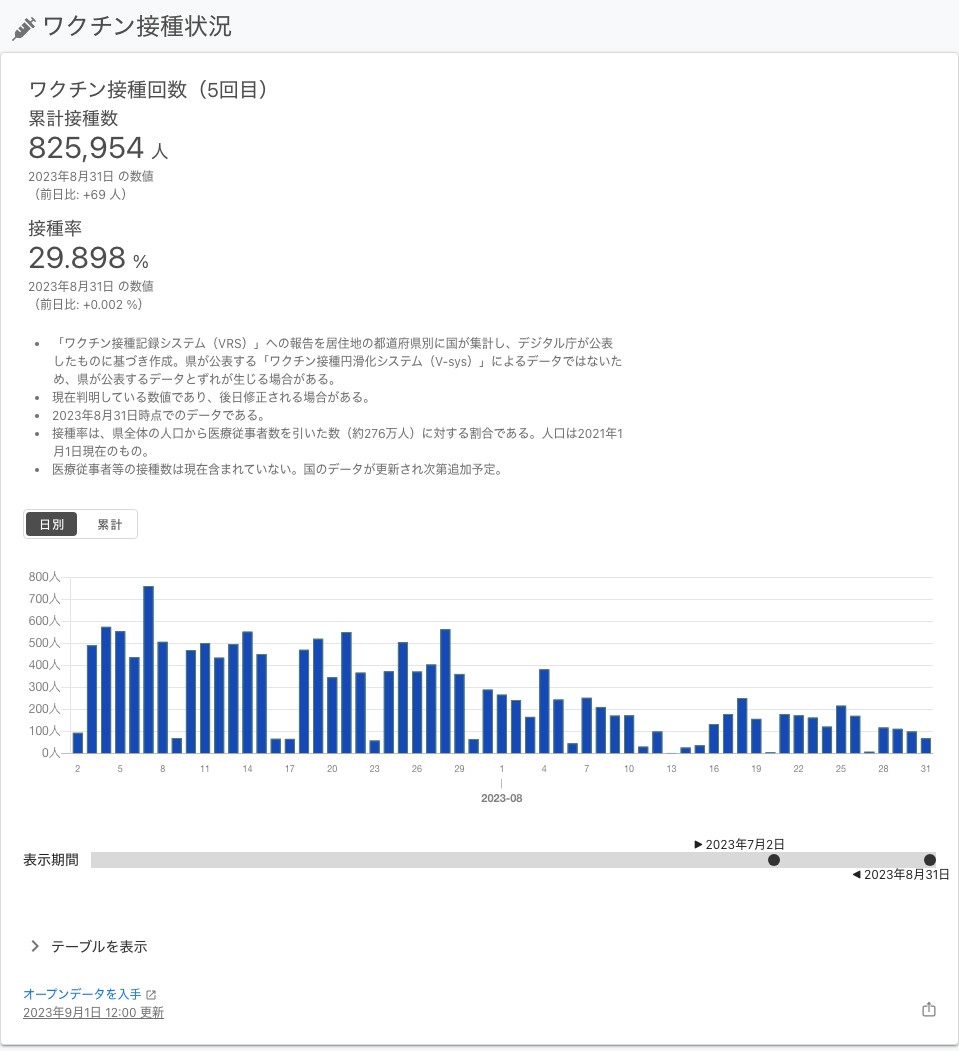 ワクチン接種状況
ワクチン接種回数（5回目）
累計接種数
825,954 人
2023年8月31日 の数値
（前日比: +69 人）
接種率
29.898 %
2023年8月31日 の数値
（前日比: +0.002 %）
• 「ワクチン接種記録システム（VRS）」への報告を居住地の都道府県別に国が集計し、デジタル庁が公表
したものに基づき作成。県が公表する「ワクチン接種円滑化システム（V-sys）」によるデータではないた
め、県が公表するデータとずれが生じる場合がある。
• 現在判明している数値であり、後日修正される場合がある。
• 2023年8月31日時点でのデータである。
• 接種率は、県全体の人口から医療従事者数を引いた数（約276万人）に対する割合である。人口は2021年1
月1日現在のもの。
• 医療従事者等の接種数は現在含まれていない。国のデータが更新され次第追加予定。
日別 累計
800人
700人
600人
500人
400人
300人
200人
100人
0人
2 5 8 11 14 17 20 23 26 29 1 4 7 10 13 16 19 22 25 28 31
2023-08
▶ 2023年7月2日
表示期間
◀ 2023年8月31日
テーブルを表示
オープンデータを入手
2023年9月1日 12:00 更新